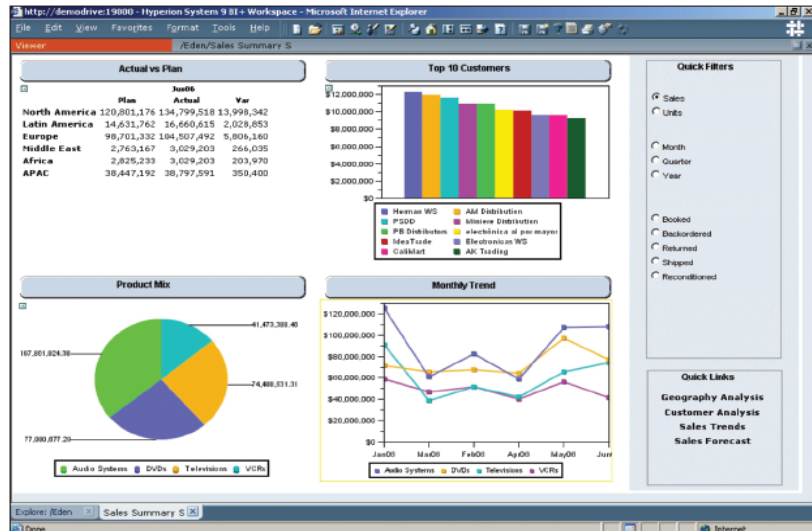 http://demodrive:19000 - Hyperion System 9 BI+ Workspace - Microsoft Internet Explorer
File Edit View Favorites Format Tools Help
Viewer /Eden/Sales Summary S
Actual vs Plan
Jun06
Plan Actual Var
North America 120,801,176 134,799,518 13,998,342
Latin America 14,631,762 16,660,615 2,028,853
Europe 98,701,332 104,507,492 5,806,160
Middle East 2,763,167 3,029,203 266,035
Africa 2,825,233 3,029,203 203,970
APAC 38,447,192 38,797,591 350,400
Top 10 Customers
$12,000,000
$10,000,000
$8,000,000
$6,000,000
$4,000,000
$2,000,000
$0
Herman WS AM Distribution
PSDD Miniere Distribution
PB Distributors electrónica al por mayor
IdeaTrade Electronicas WS
CaliMart AK Trading
Quick Filters
Sales
Units
Month
Quarter
Year
Booked
Backordered
Returned
Shipped
Reconditioned
Product Mix
41,473,388.40
74,488,531.31
77,000,677.20
Audio Systems DVDs Televisions VCRs
Monthly Trend
$120,000,000
$100,000,000
$80,000,000
$60,000,000
$40,000,000
$20,000,000
$0
Jan06 Mar06 Feb06 Apr06 May06 Jun
Audio Systems DVDs Televisions VCRs
Quick Links
Geography Analysis
Customer Analysis
Sales Trends
Sales Forecast
Explore: /Eden Sales Summary S
Done Internet